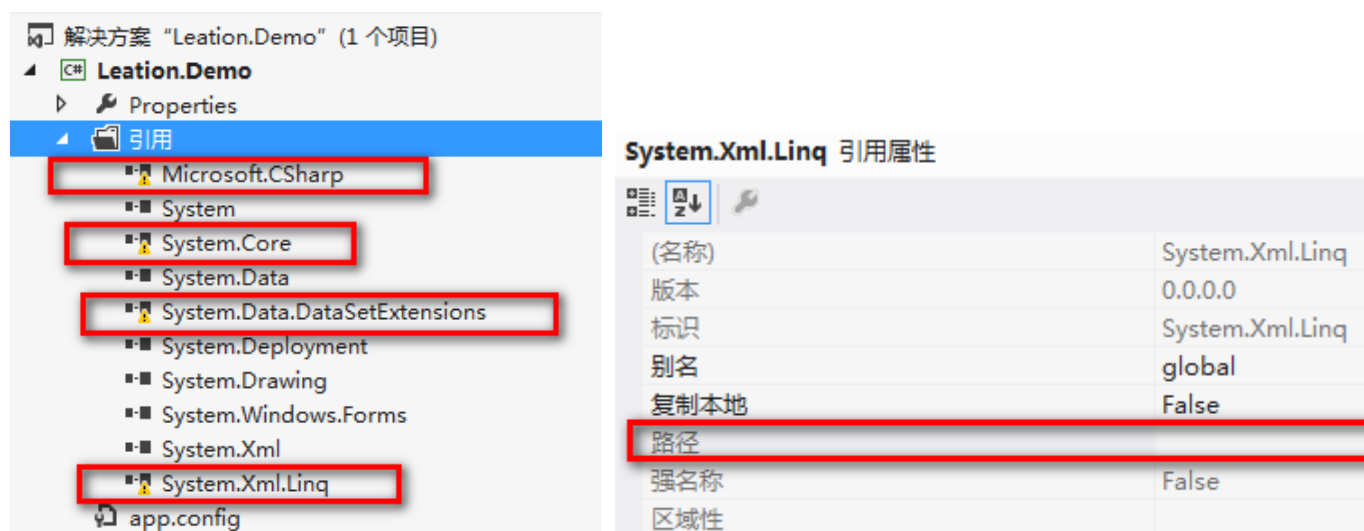 解决方案 “Leation.Demo” (1 个项目)
C# Leation.Demo
Properties
引用
Microsoft.CSharp
System
System.Core
System.Data
System.Data.DataSetExtensions
System.Deployment
System.Drawing
System.Windows.Forms
System.Xml
System.Xml.Linq
app.config
System.Xml.Linq 引用属性
(名称) System.Xml.Linq
版本 0.0.0.0
标识 System.Xml.Linq
别名 global
复制本地 False
路径
强名称 False
区域性